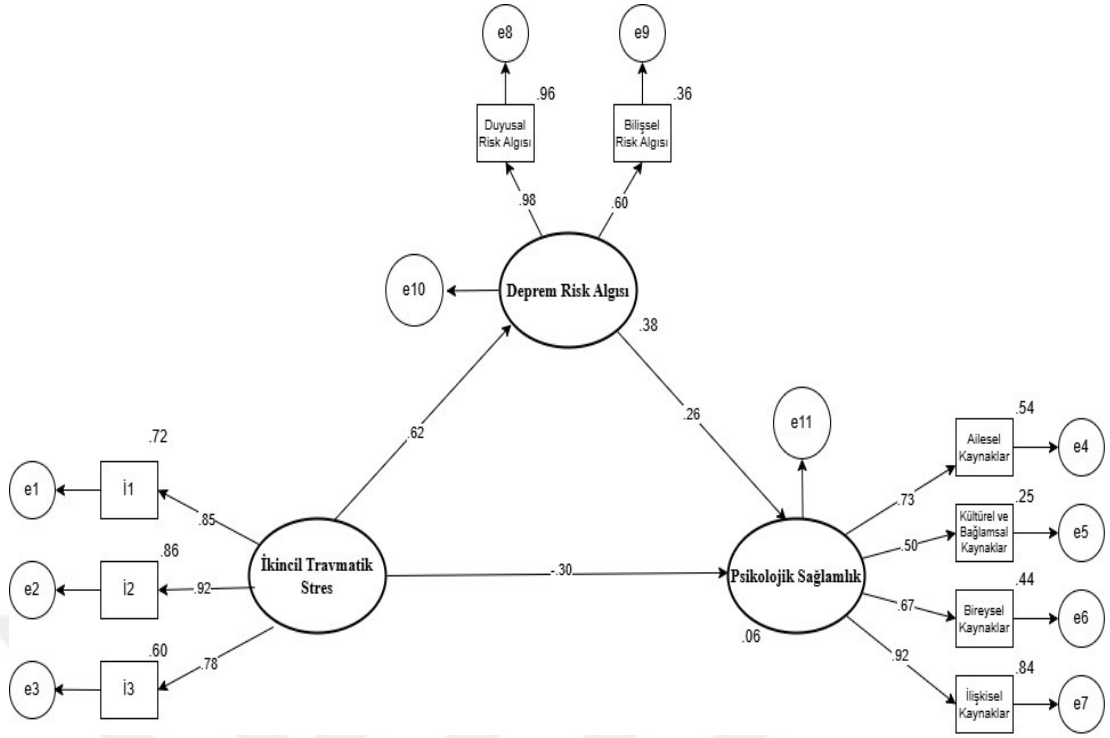 e8
e9
.96
.36
Duyusal
Risk Algısı
Bilişsel
Risk Algısı
.98
.60
e10
Deprem Risk Algısı
.38
.62
.26
e11
.72
e1
İ1
.85
.86
e2
İ2
.92
.60
e3
İ3
.78
İkincil Travmatik
Stres
-.30
Psikolojik Sağlamlık
.06
.54
.73
Ailesel
Kaynaklar
e4
.25
.50
Kültürel ve
Bağlamsal
Kaynaklar
e5
.44
.67
Bireysel
Kaynaklar
e6
.84
.92
İlişkisel
Kaynaklar
e7